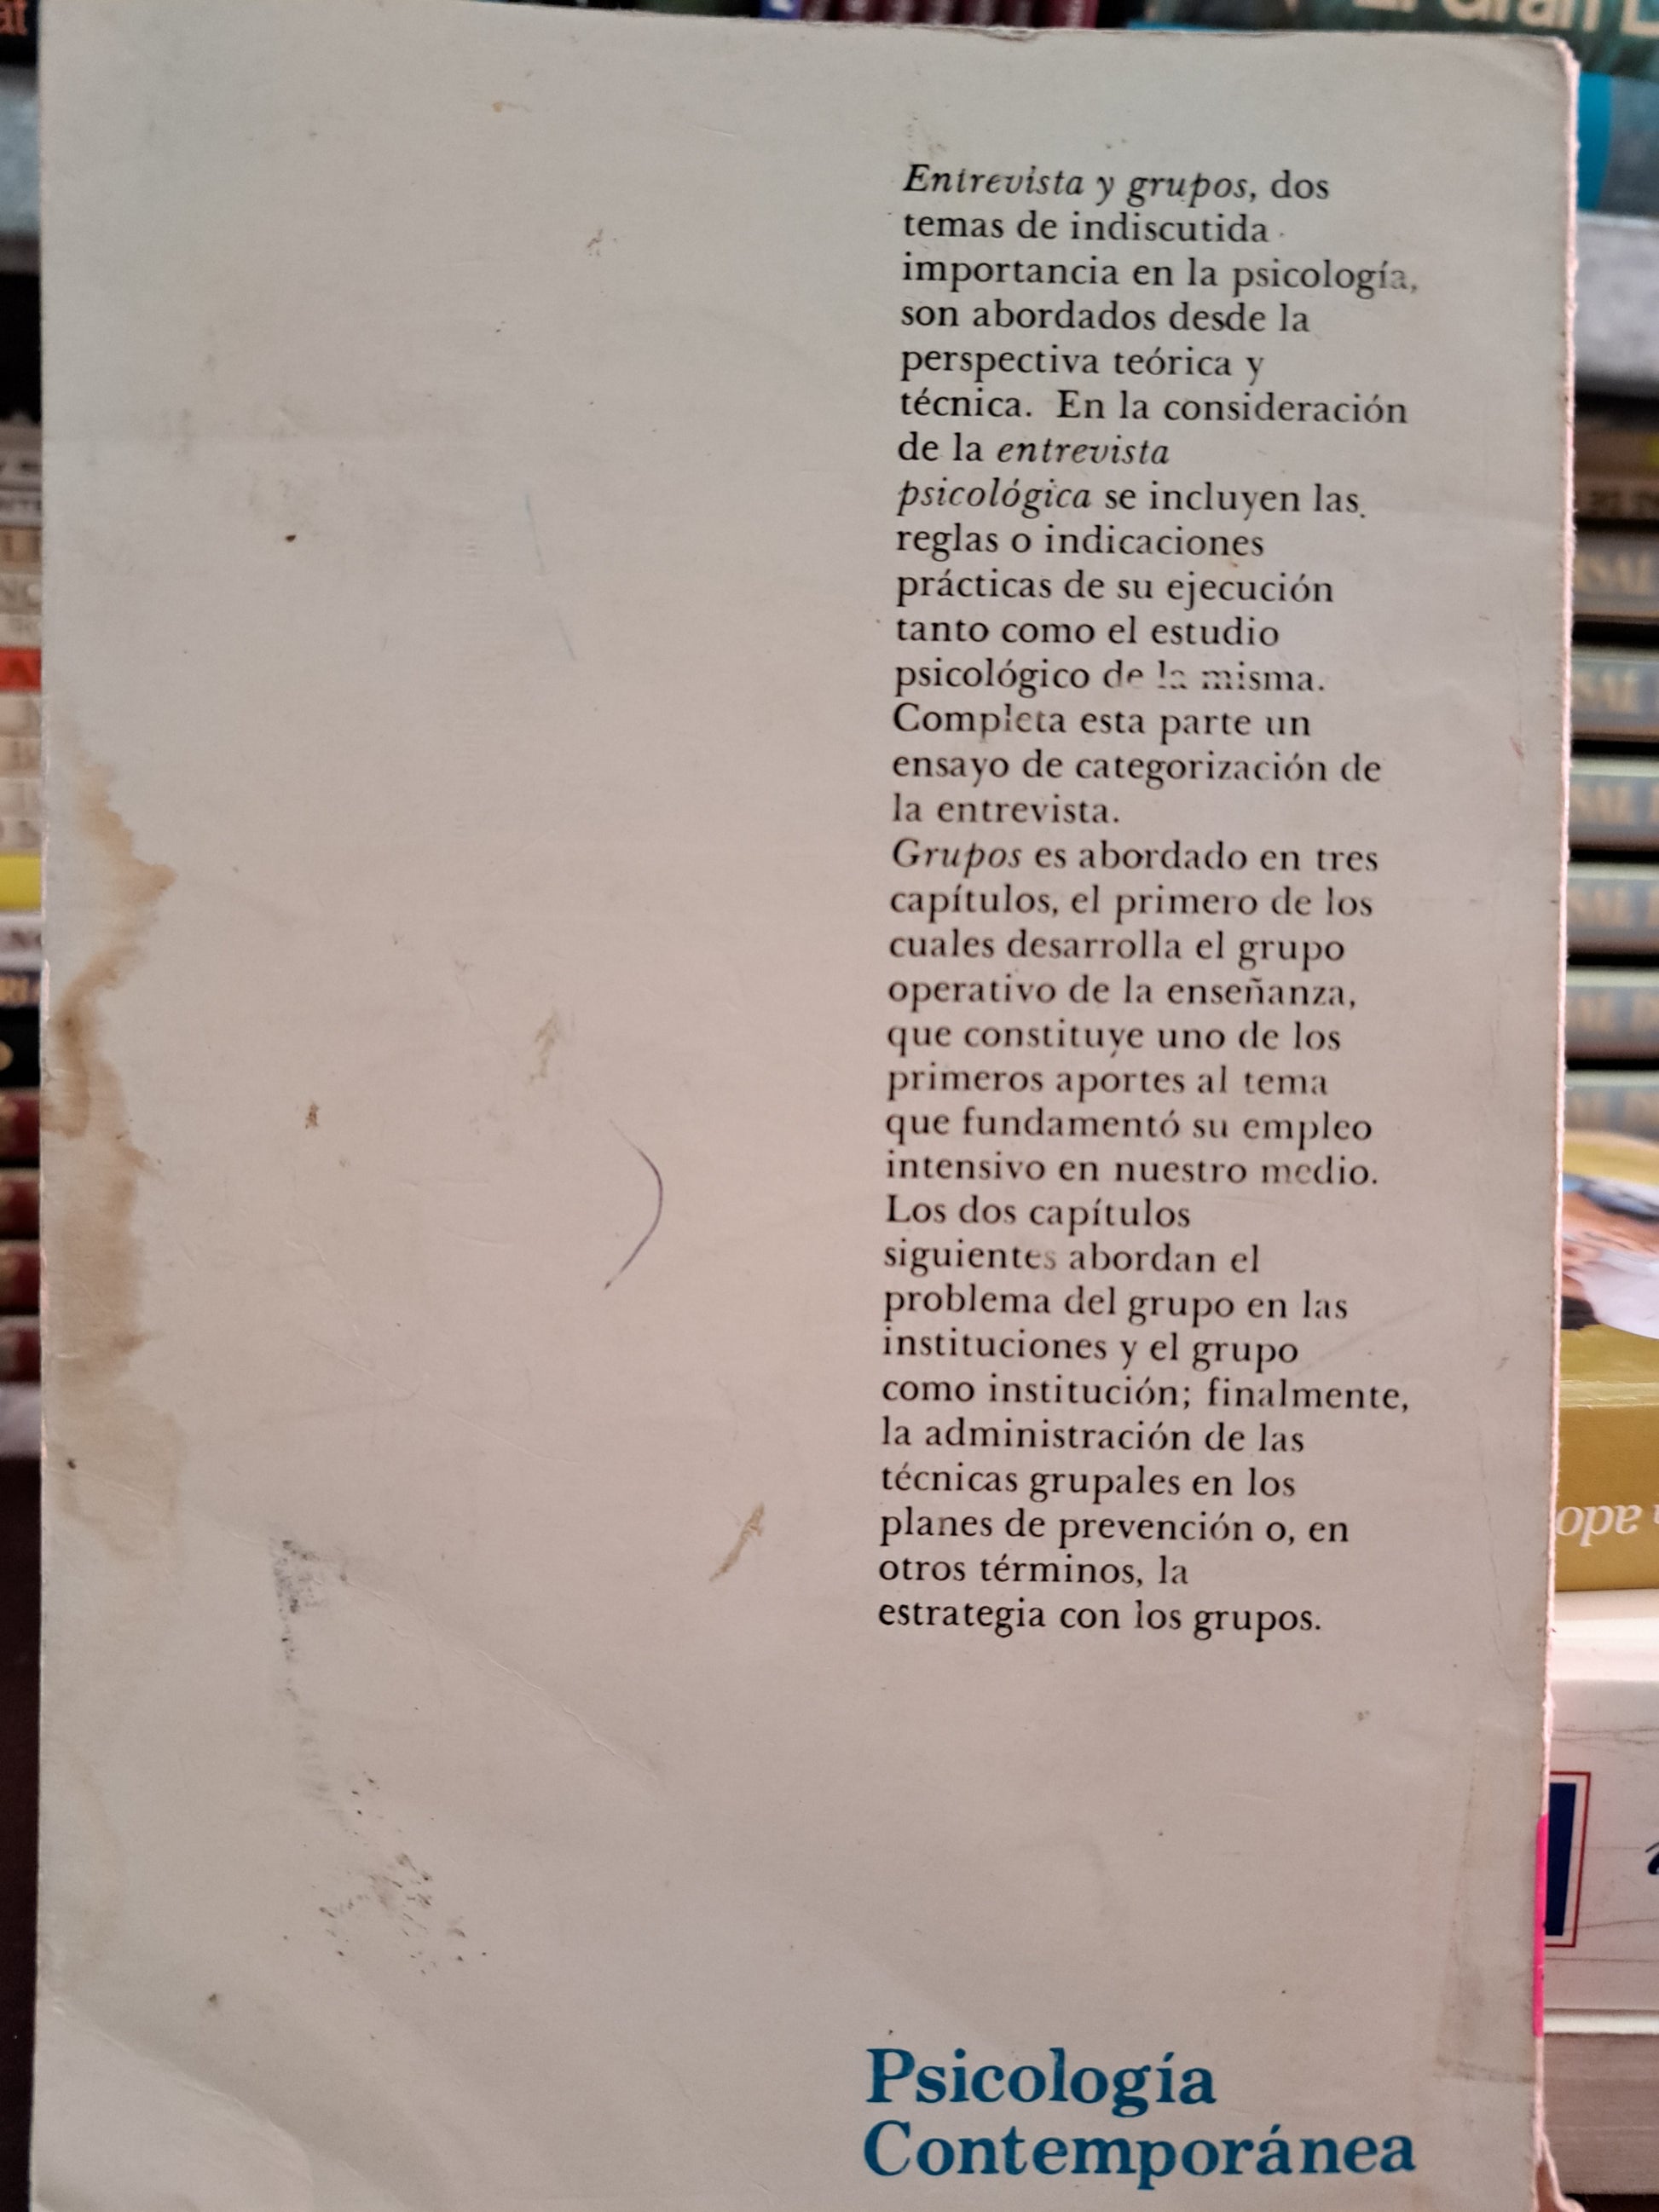 Entrevista y grupos, dos
temas de indiscutida
importancia en la psicología,
son abordados desde la
perspectiva teórica y
técnica. En la consideración
de la entrevista
psicológica se incluyen las
reglas o indicaciones
prácticas de su ejecución
tanto como el estudio
psicológico de la misma.
Completa esta parte un
ensayo de categorización de
la entrevista.
Grupos es abordado en tres
capítulos, el primero de los
cuales desarrolla el grupo
operativo de la enseñanza,
que constituye uno de los
primeros aportes al tema
que fundamentó su empleo
intensivo en nuestro medio.
Los dos capítulos
siguientes abordan el
problema del grupo en las
instituciones y el grupo
como institución; finalmente,
la administración de las
técnicas grupales en los
planes de prevención o, en
otros términos, la
estrategia con los grupos.
Psicología
Contemporánea